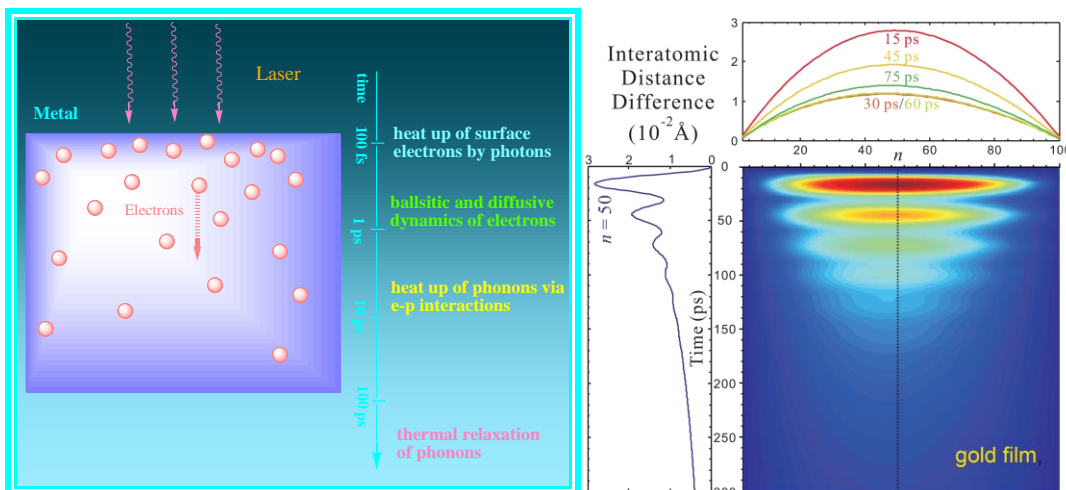 Laser
Metal
time
100 fs
heat up of surface
electrons by photons
Electrons
ballsitic and diffusive
dynamics of electrons
1 ps
heat up of phonons via
e-p interactions
10 ps
100 ps
thermal relaxation
of phonons
Interatomic
Distance
Difference
(10⁻² Å)
3
2
1
0
15 ps
45 ps
75 ps
30 ps/60 ps
20 40 n 60 80 100
3 2 1 0
n = 50
0
50
100
150
200
250
300
Time (ps)
gold film,